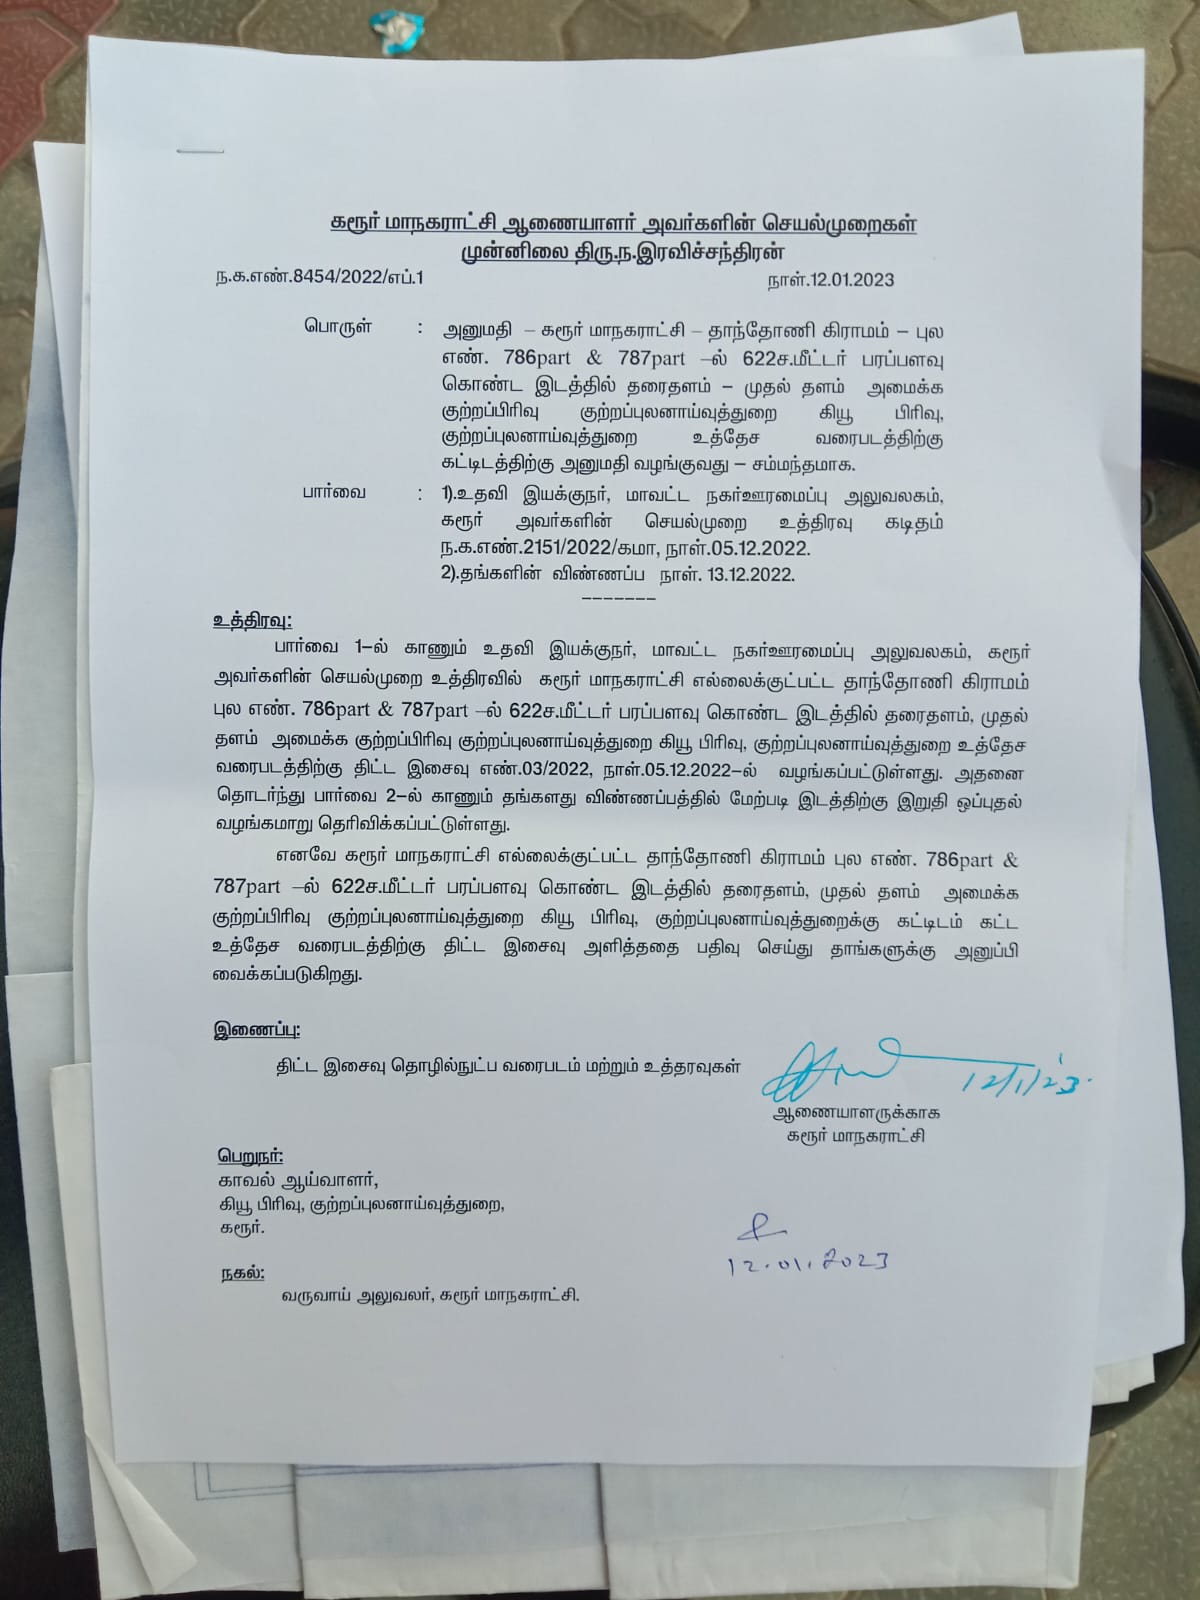 கரூர் மாநகராட்சி ஆணையாளர் அவர்களின் செயல்முறைகள்
முன்னிலை திரு.ந.இரவிச்சந்திரன்
ந.க.எண்.8454/2022/எப்.1 நாள்.12.01.2023
பொருள் : அனுமதி – கரூர் மாநகராட்சி – தாந்தோணி கிராமம் – புல
எண். 786part & 787part –ல் 622ச.மீட்டர் பரப்பளவு
கொண்ட இடத்தில் தரைதளம் – முதல் தளம் அமைக்க
குற்றப்பிரிவு குற்றப்புலனாய்வுத்துறை கியூ பிரிவு,
குற்றப்புலனாய்வுத்துறை உத்தேச வரைபடத்திற்கு
கட்டிடத்திற்கு அனுமதி வழங்குவது – சம்மந்தமாக.
பார்வை : 1).உதவி இயக்குநர், மாவட்ட நகர்ஊரமைப்பு அலுவலகம்,
கரூர் அவர்களின் செயல்முறை உத்திரவு கடிதம்
ந.க.எண்.2151/2022/கமா, நாள்.05.12.2022.
2).தங்களின் விண்ணப்ப நாள். 13.12.2022.
-------
உத்திரவு:
பார்வை 1–ல் காணும் உதவி இயக்குநர், மாவட்ட நகர்ஊரமைப்பு அலுவலகம், கரூர்
அவர்களின் செயல்முறை உத்திரவில் கரூர் மாநகராட்சி எல்லைக்குட்பட்ட தாந்தோணி கிராமம்
புல எண். 786part & 787part –ல் 622ச.மீட்டர் பரப்பளவு கொண்ட இடத்தில் தரைதளம், முதல்
தளம் அமைக்க குற்றப்பிரிவு குற்றப்புலனாய்வுத்துறை கியூ பிரிவு, குற்றப்புலனாய்வுத்துறை உத்தேச
வரைபடத்திற்கு திட்ட இசைவு எண்.03/2022, நாள்.05.12.2022–ல் வழங்கப்பட்டுள்ளது. அதனை
தொடர்ந்து பார்வை 2–ல் காணும் தங்களது விண்ணப்பத்தில் மேற்படி இடத்திற்கு இறுதி ஒப்புதல்
வழங்கமாறு தெரிவிக்கப்பட்டுள்ளது.
எனவே கரூர் மாநகராட்சி எல்லைக்குட்பட்ட தாந்தோணி கிராமம் புல எண். 786part &
787part –ல் 622ச.மீட்டர் பரப்பளவு கொண்ட இடத்தில் தரைதளம், முதல் தளம் அமைக்க
குற்றப்பிரிவு குற்றப்புலனாய்வுத்துறை கியூ பிரிவு, குற்றப்புலனாய்வுத்துறைக்கு கட்டிடம் கட்ட
உத்தேச வரைபடத்திற்கு திட்ட இசைவு அளித்ததை பதிவு செய்து தாங்களுக்கு அனுப்பி
வைக்கப்படுகிறது.
இணைப்பு:
திட்ட இசைவு தொழில்நுட்ப வரைபடம் மற்றும் உத்தரவுகள்
12/1/23
ஆணையாளருக்காக
கரூர் மாநகராட்சி
பெறுநர்:
காவல் ஆய்வாளர்,
கியூ பிரிவு, குற்றப்புலனாய்வுத்துறை,
கரூர்.
12.01.2023
நகல்:
வருவாய் அலுவலர், கரூர் மாநகராட்சி.